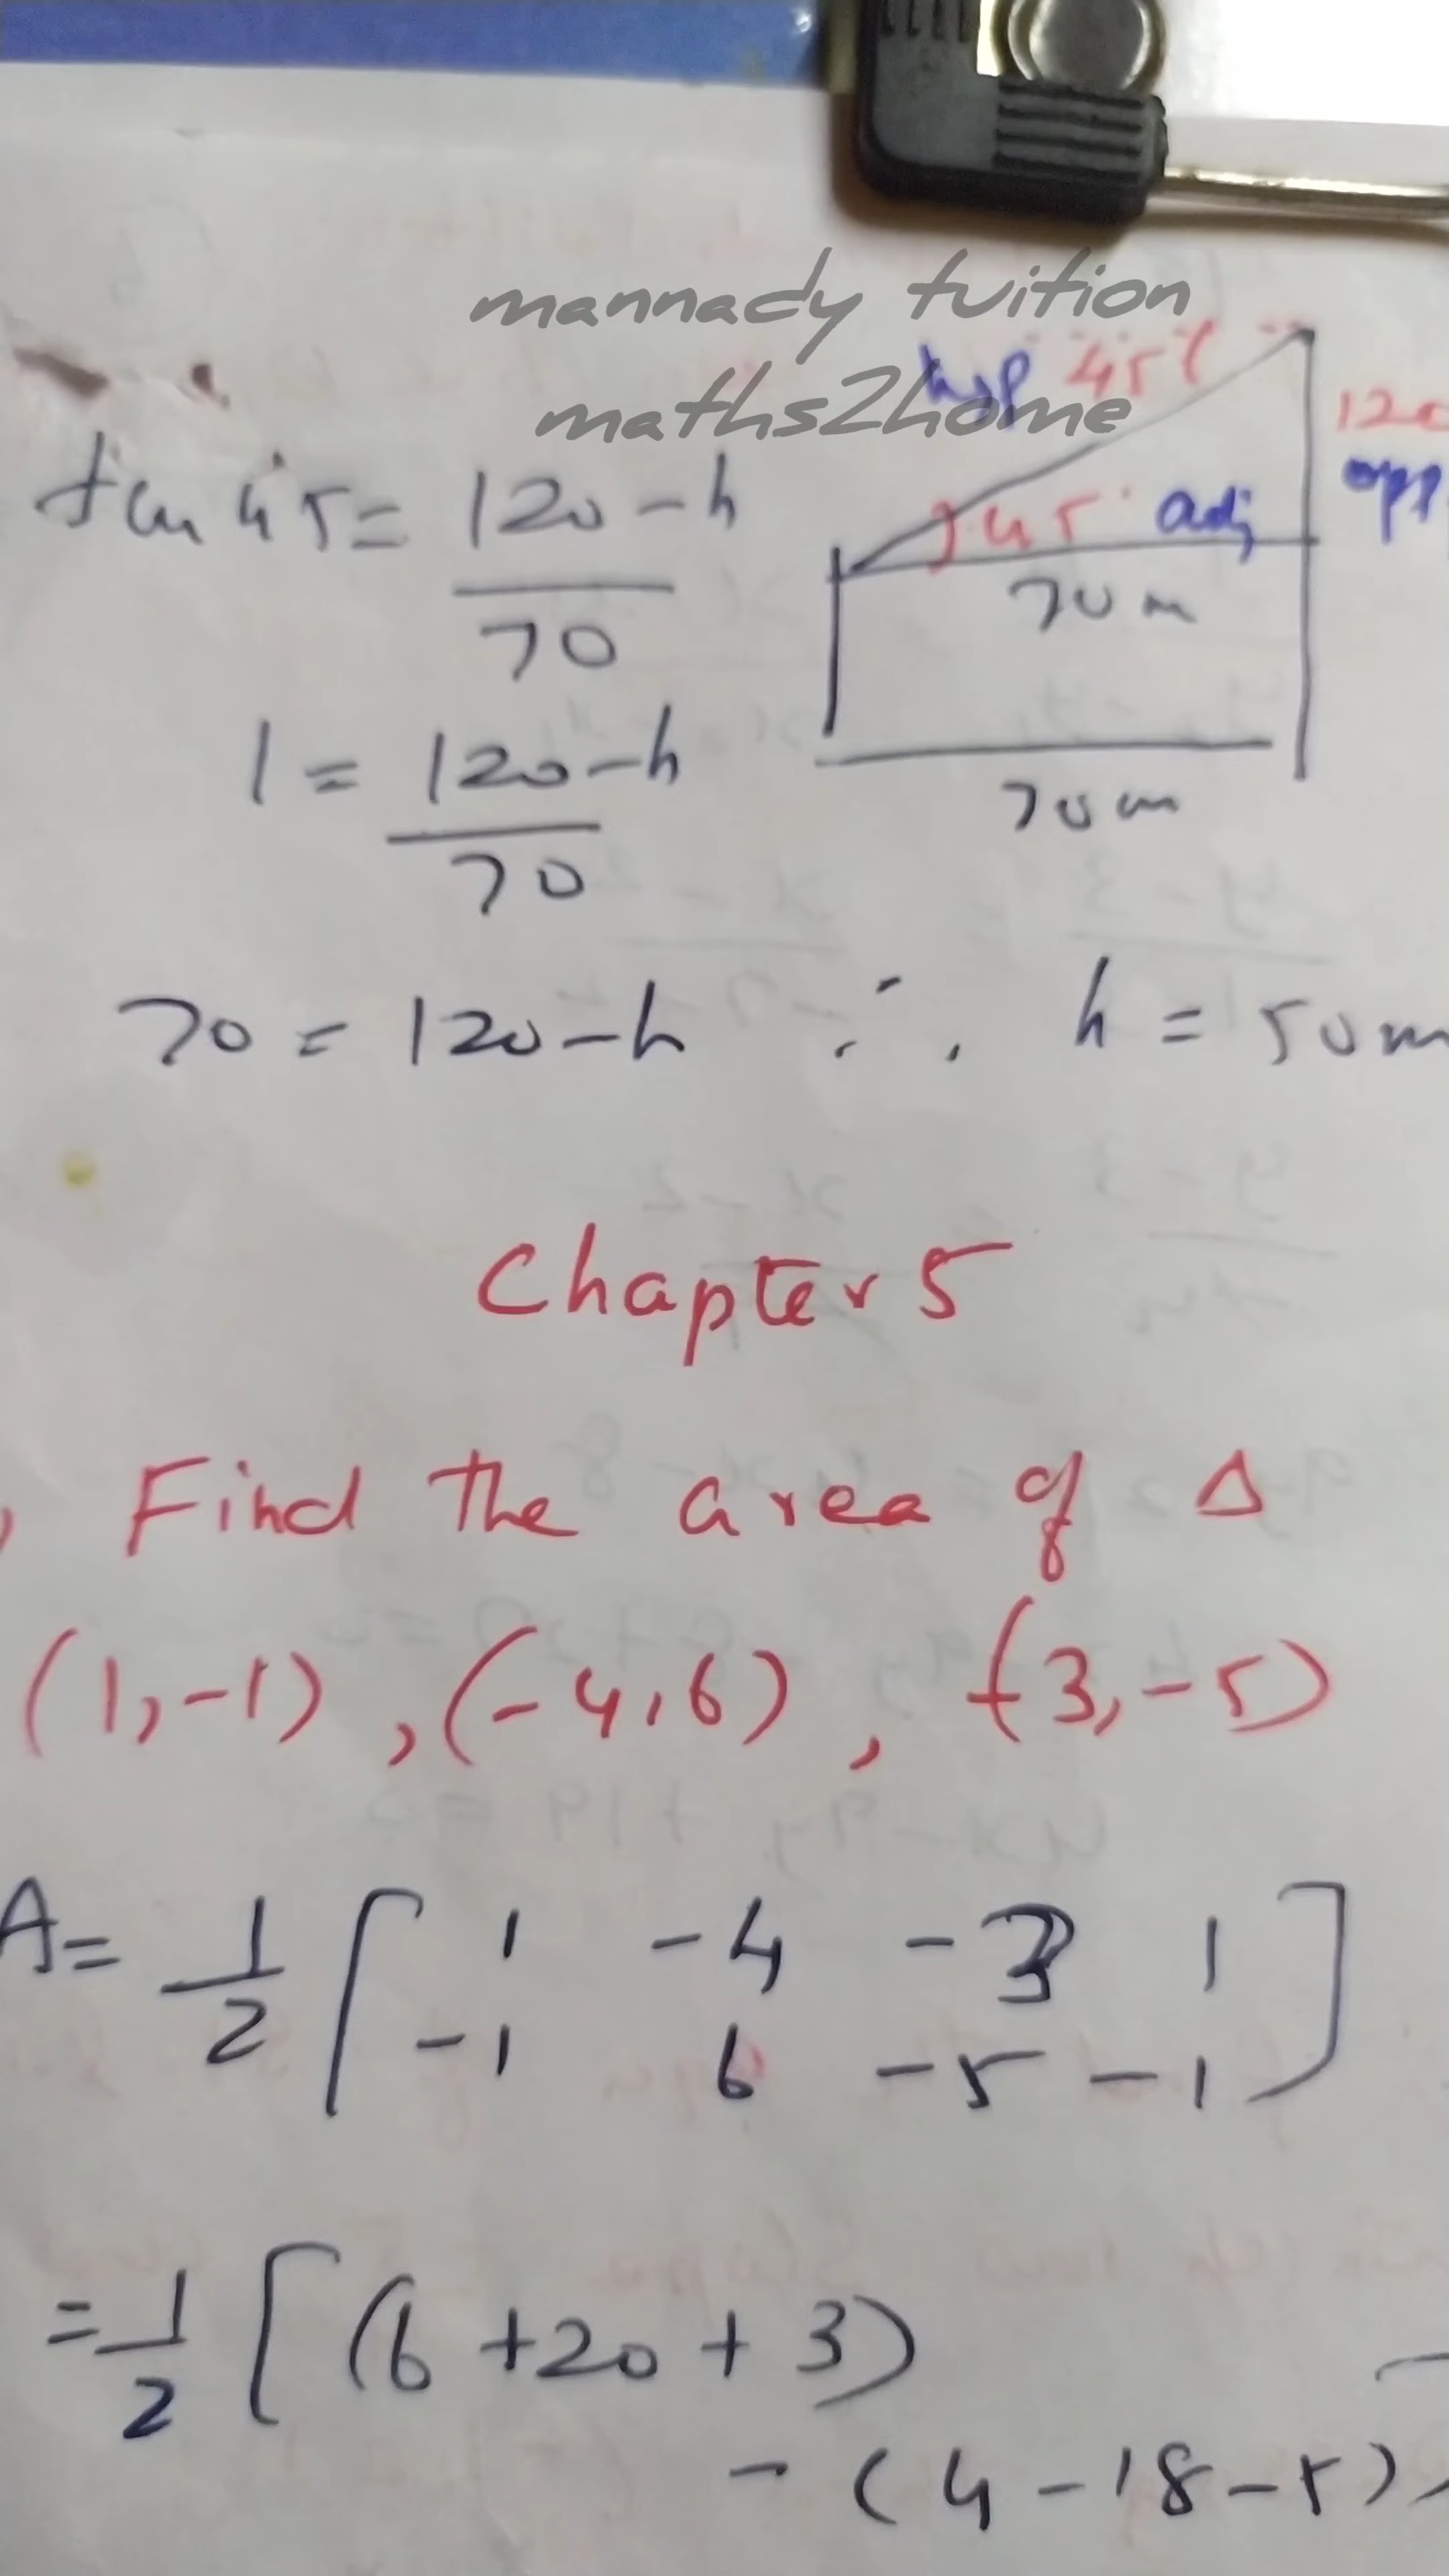 mannady tuition
maths2home
hyp 45
120
opp
tan 45 = 120 - h
70
45° adj
70 m
1 = 120 - h
70
70 m
70 = 120 - h ∴ h = 50m
Chapter 5
Find the area of Δ
(1, -1), (-4, 6), (-3, -5)
A = 1/2 [ 1 -4 -3 1 ]
-1 6 -5 -1
= 1/2 [ (6 + 20 + 3)
- (4 - 18 - 5)